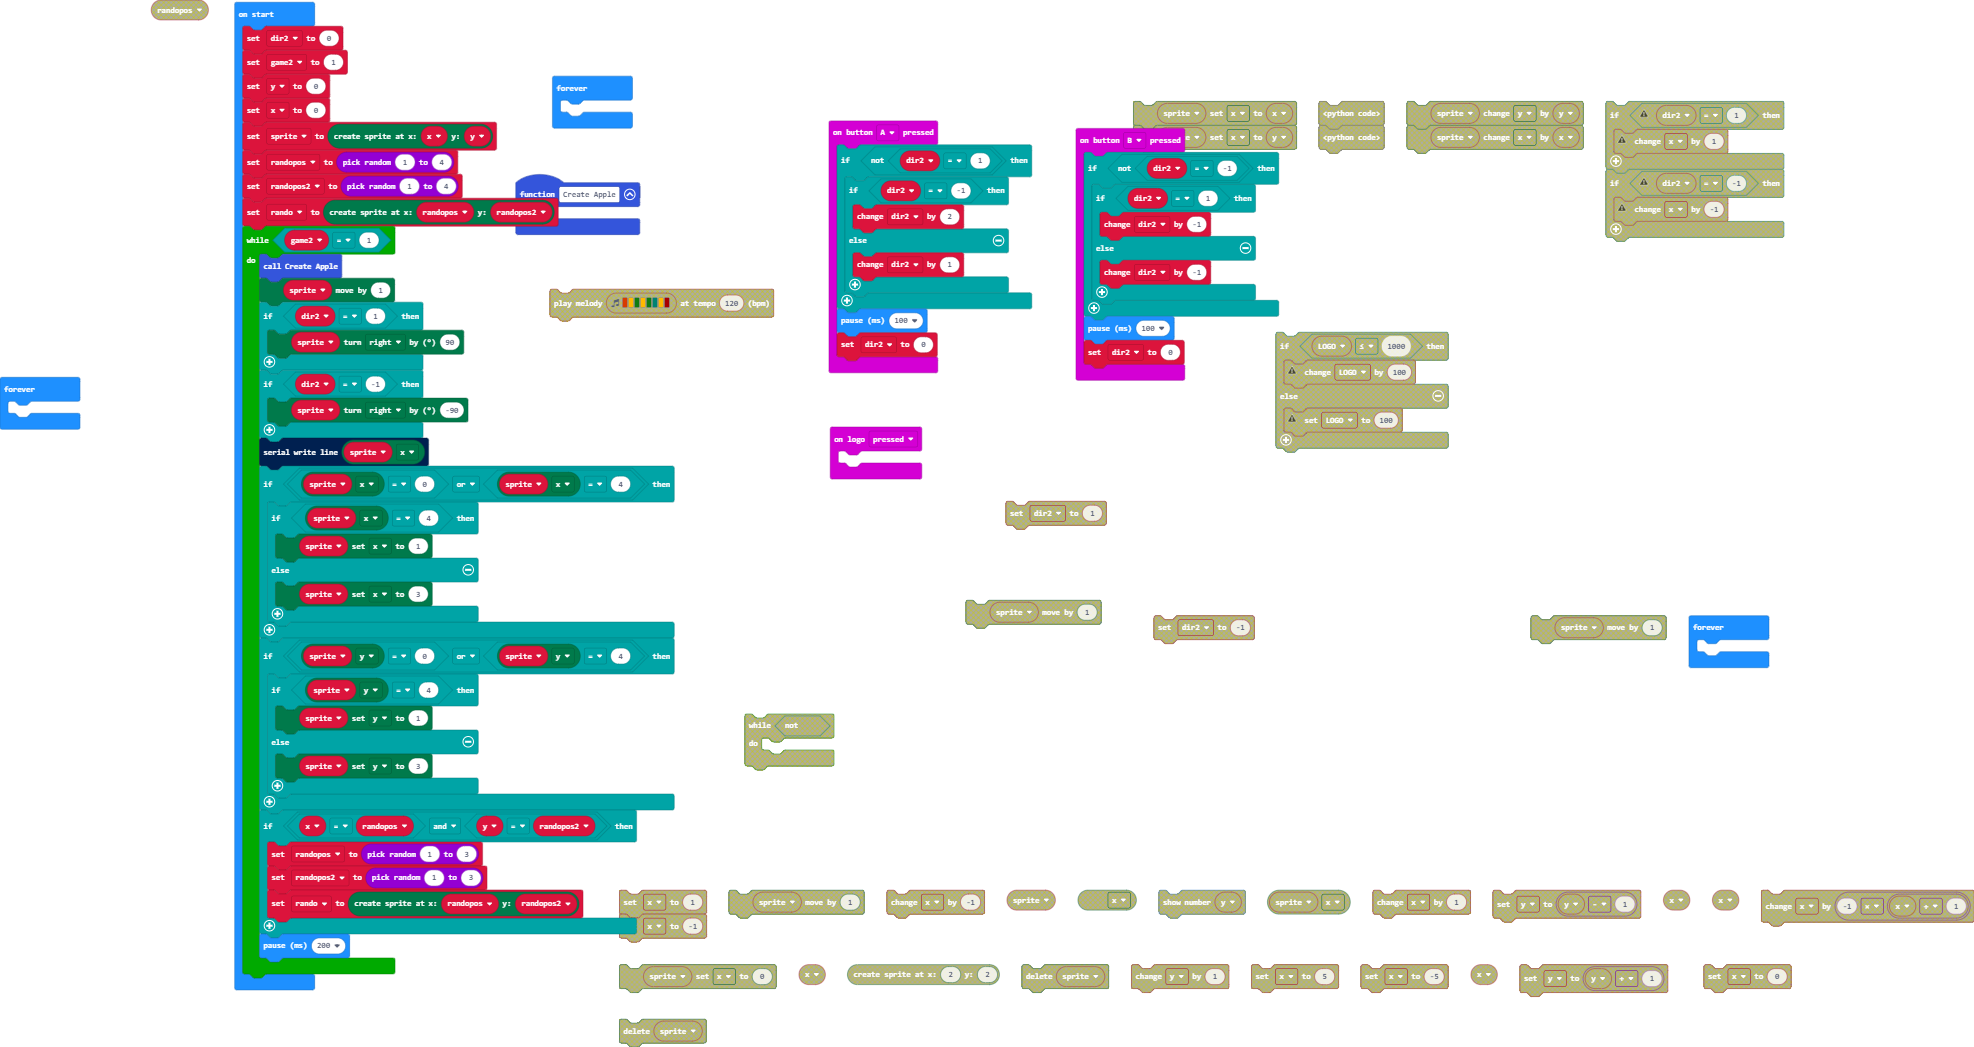 randopos
on start
set dir2 to 0
set game2 to 1
set y to 0
set x to 0
set sprite to create sprite at x: x y: y
set randopos to pick random 1 to 4
set randopos2 to pick random 1 to 4
set rando to create sprite at x: randopos y: randopos2
while game2 = 1
do
call Create Apple
sprite move by 1
if dir2 = 1 then
sprite turn right by (°) 90
if dir2 = -1 then
sprite turn right by (°) -90
serial write line sprite x
if sprite x = 0 or sprite x = 4 then
if sprite x = 4 then
sprite set x to 1
else
sprite set x to 3
if sprite y = 0 or sprite y = 4 then
if sprite y = 4 then
sprite set y to 1
else
sprite set y to 3
if x = randopos and y = randopos2 then
set randopos to pick random 1 to 3
set randopos2 to pick random 1 to 3
set rando to create sprite at x: randopos y: randopos2
pause (ms) 200
forever
forever
function Create Apple
play melody at tempo 120 (bpm)
on button A pressed
if not dir2 = 1 then
if dir2 = -1 then
change dir2 by 2
else
change dir2 by 1
pause (ms) 100
set dir2 to 0
on logo pressed
sprite set x to x
set x to y
on button B pressed
if not dir2 = -1 then
if dir2 = 1 then
change dir2 by -1
else
change dir2 by -1
pause (ms) 100
set dir2 to 0
<python code>
<python code>
sprite change y by y
sprite change x by x
if dir2 = 1 then
change x by 1
if dir2 = -1 then
change x by -1
if LOGO ≤ 1000 then
change LOGO by 100
else
set LOGO to 100
set dir2 to 1
sprite move by 1
set dir2 to -1
sprite move by 1
forever
while not
do
set x to 1
x to -1
sprite move by 1
change x by -1
sprite
x
show number y
sprite x
change x by 1
set y to y - 1
x
x
change x by -1 x x + 1
sprite set x to 0
x
create sprite at x: 2 y: 2
delete sprite
change y by 1
set x to 5
set x to -5
x
set y to y + 1
set x to 0
delete sprite